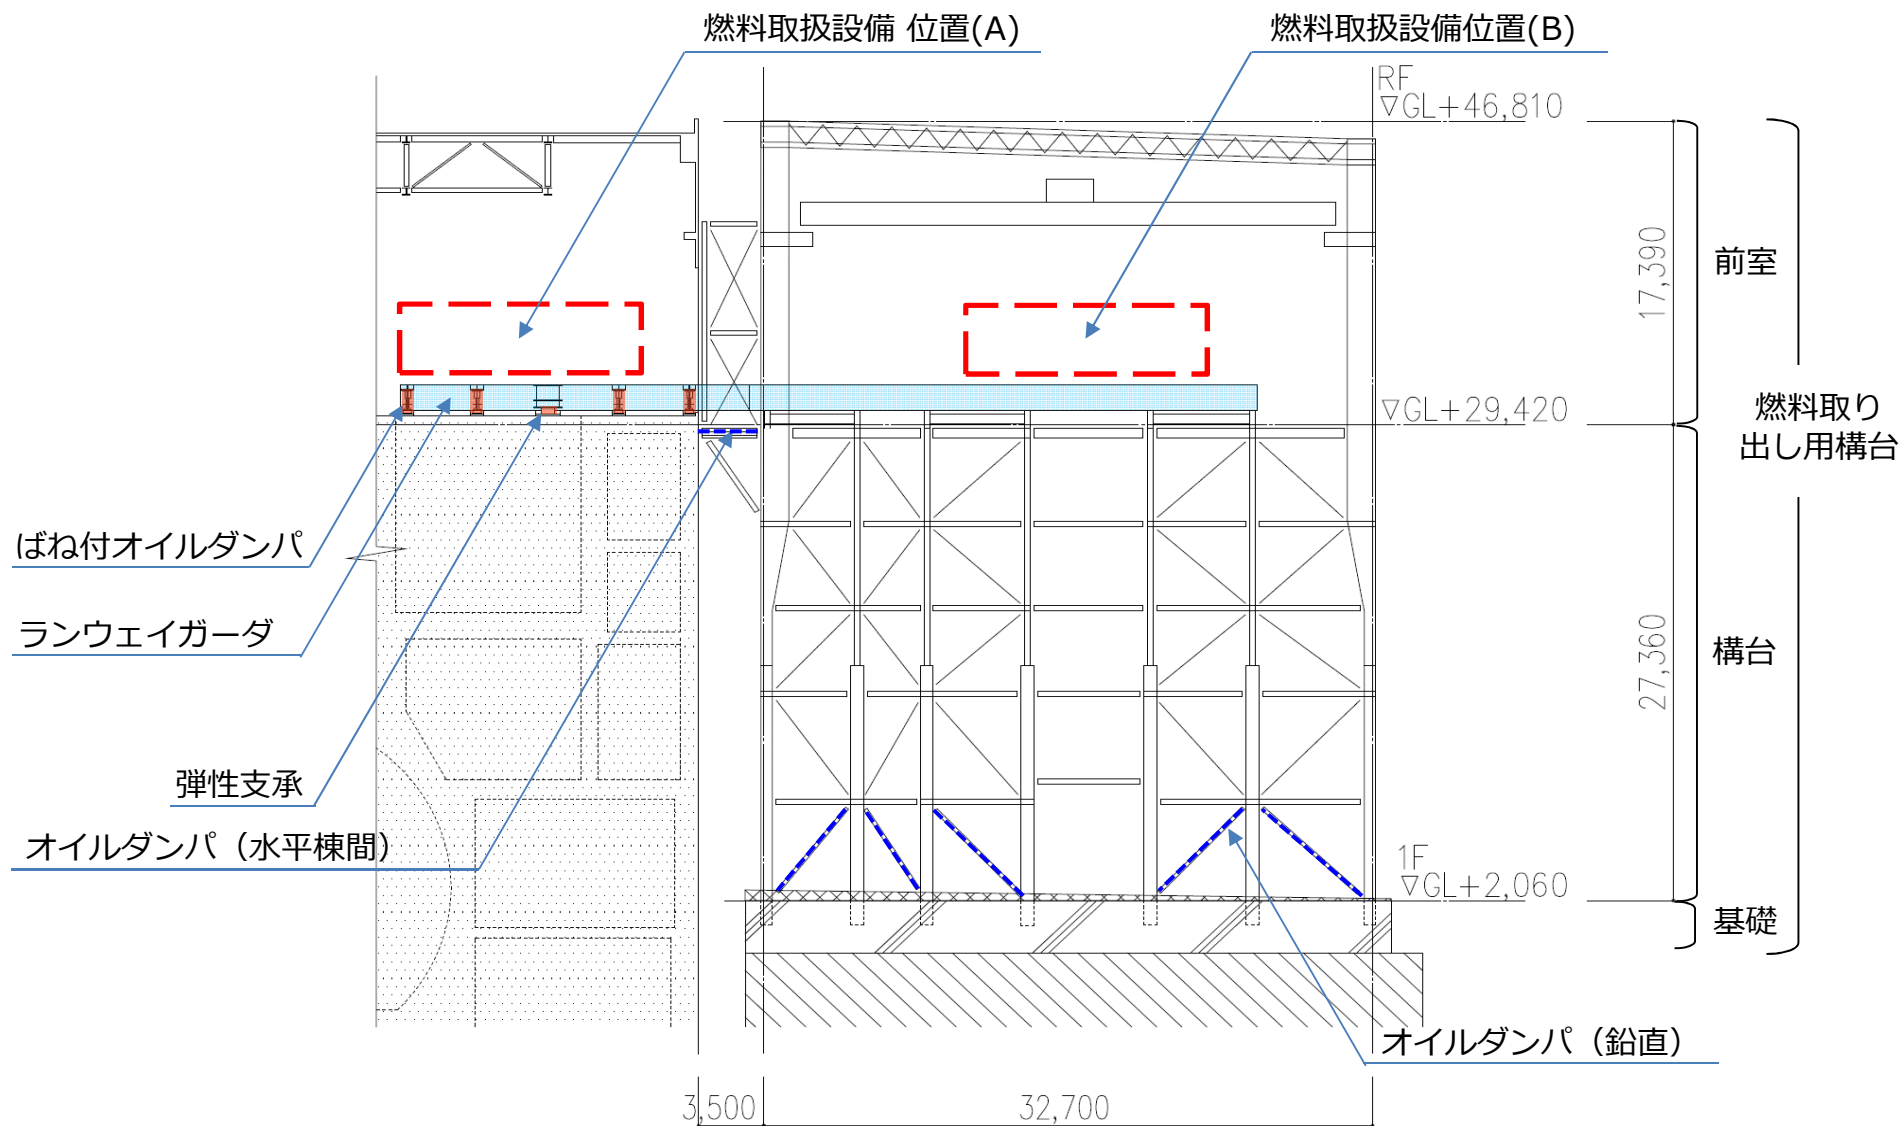 燃料取扱設備 位置(A)
燃料取扱設備位置(B)
RF
▽GL+46,810
17,390
前室
▽GL+29,420
燃料取り
出し用構台
ばね付オイルダンパ
ランウェイガーダ
27,360
構台
弾性支承
オイルダンパ（水平棟間）
1F
▽GL+2,060
基礎
オイルダンパ（鉛直）
3,500
32,700